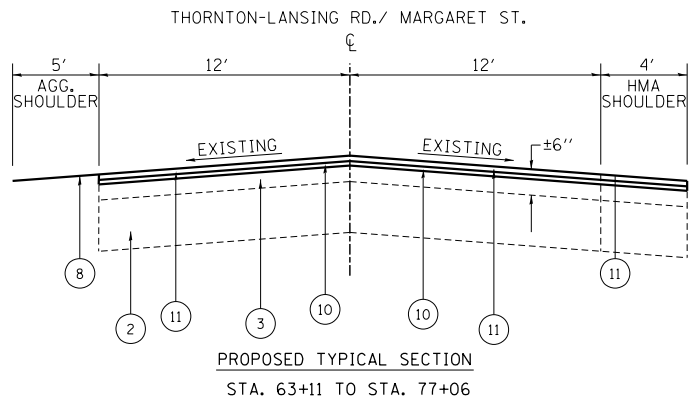 THORNTON-LANSING RD./ MARGARET ST.
℄
5' 12' 12' 4'
AGG. SHOULDER
HMA SHOULDER
EXISTING EXISTING ±6''
8 11
2 11 3 10 10 11
PROPOSED TYPICAL SECTION
STA. 63+11 TO STA. 77+06